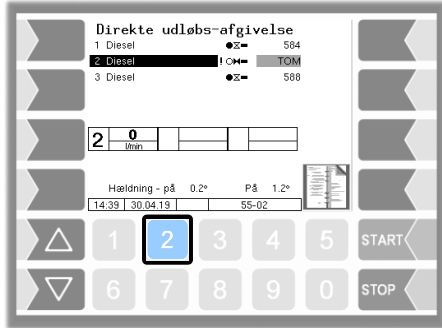 Direkte udløbs-afgivelse
1 Diesel 584
2 Diesel ! TOM
3 Diesel 588
2 0 l/min
Hældning - på 0.2° På 1.2°
14:39 30.04.19 55-02
1 2 3 4 5 START
6 7 8 9 0 STOP